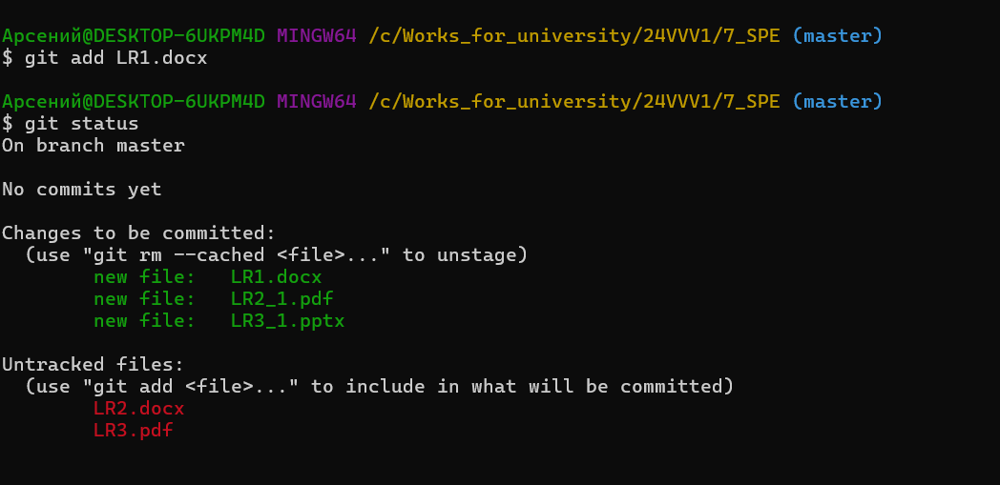 Арсений@DESKTOP-6UKPM4D MINGW64 /c/Works_for_university/24VVV1/7_SPE (master)
$ git add LR1.docx
Арсений@DESKTOP-6UKPM4D MINGW64 /c/Works_for_university/24VVV1/7_SPE (master)
$ git status
On branch master
No commits yet
Changes to be committed:
  (use "git rm --cached <file>..." to unstage)
        new file:   LR1.docx
        new file:   LR2_1.pdf
        new file:   LR3_1.pptx
Untracked files:
  (use "git add <file>..." to include in what will be committed)
        LR2.docx
        LR3.pdf